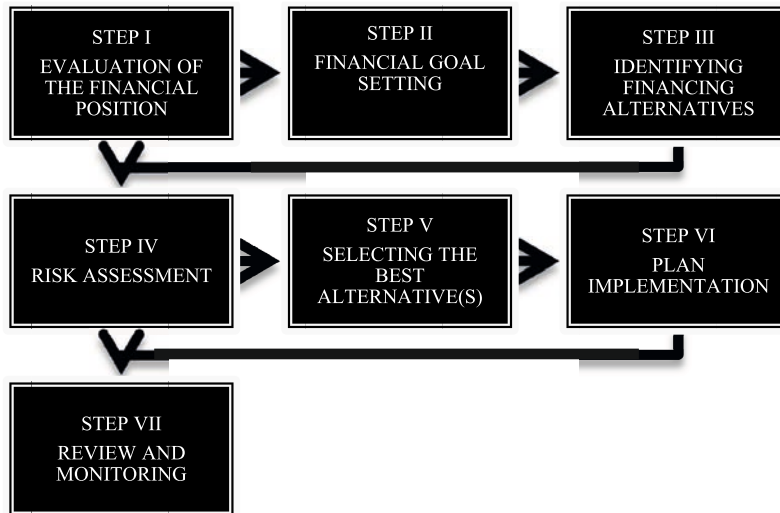 STEP I
EVALUATION OF
THE FINANCIAL
POSITION
STEP II
FINANCIAL GOAL
SETTING
STEP III
IDENTIFYING
FINANCING
ALTERNATIVES
STEP IV
RISK ASSESSMENT
STEP V
SELECTING THE
BEST
ALTERNATIVE(S)
STEP VI
PLAN
IMPLEMENTATION
STEP VII
REVIEW AND
MONITORING